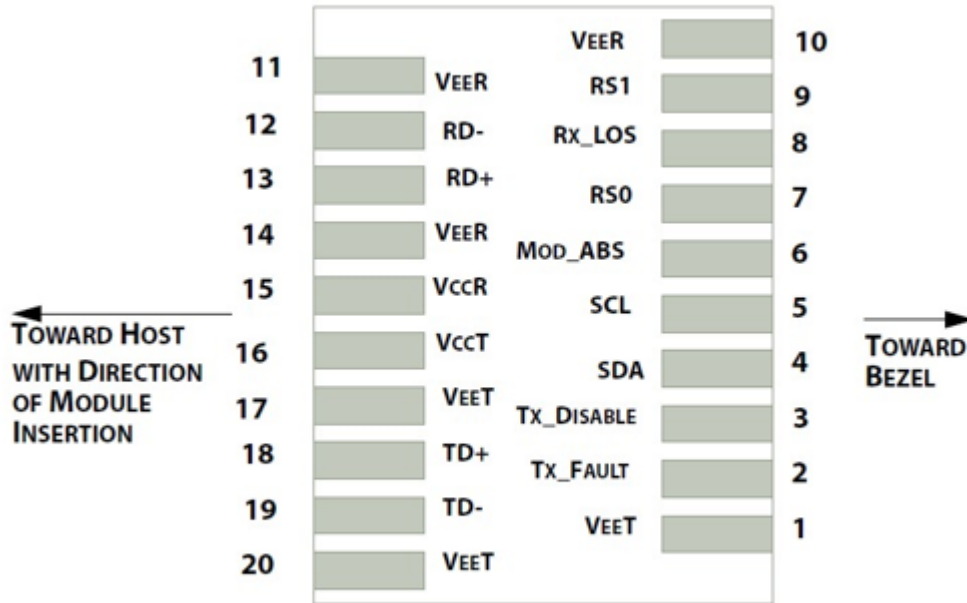 VEER 10
11 VEER
RS1 9
12 RD-
RX_LOS 8
13 RD+
RS0 7
14 VEER
MOD_ABS 6
15 VCCR
SCL 5
TOWARD HOST
WITH DIRECTION
OF MODULE
INSERTION
16 VCCT
SDA 4
TOWARD
BEZEL
17 VEET
TX_DISABLE 3
18 TD+
TX_FAULT 2
19 TD-
VEET 1
20 VEET